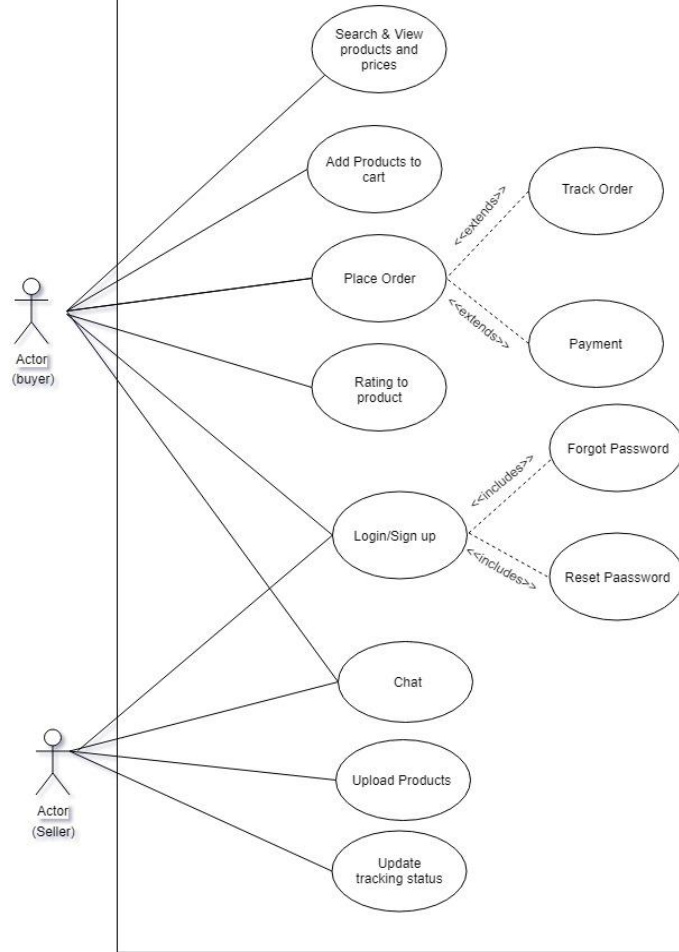 Search & View
products and
prices
Add Products to
cart
<<extends>>
Track Order
Place Order
<<extends>>
Payment
Actor
(buyer)
Rating to
product
Forgot Password
<<includes>>
Login/Sign up
<<includes>>
Reset Paassword
Chat
Upload Products
Actor
(Seller)
Update
tracking status